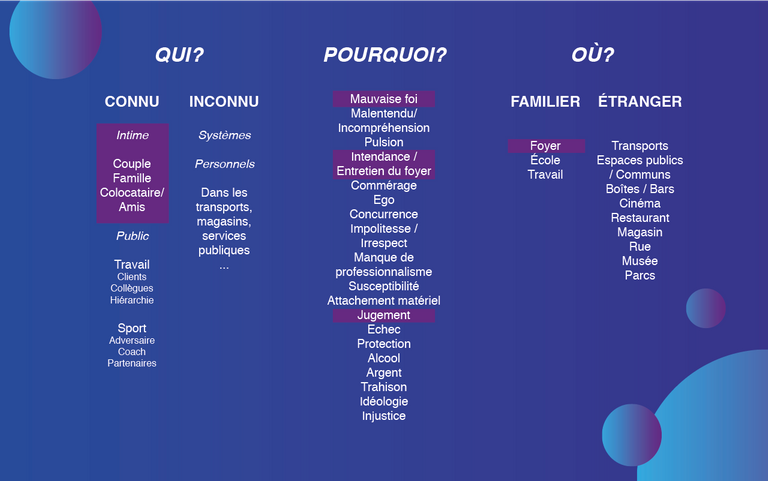 QUI?
CONNU
Intime
Couple
Famille
Colocataire/
Amis
Public
Travail
Clients
Collègues
Hiérarchie
Sport
Adversaire
Coach
Partenaires
INCONNU
Systèmes
Personnels
Dans les
transports,
magasins,
services
publiques
...
POURQUOI?
Mauvaise foi
Malentendu/
Incompréhension
Pulsion
Intendance /
Entretien du foyer
Commérage
Ego
Concurrence
Impolitesse /
Irrespect
Manque de
professionnalisme
Susceptibilité
Attachement matériel
Jugement
Echec
Protection
Alcool
Argent
Trahison
Idéologie
Injustice
OÙ?
FAMILIER
Foyer
École
Travail
ÉTRANGER
Transports
Espaces publics
/ Communs
Boîtes / Bars
Cinéma
Restaurant
Magasin
Rue
Musée
Parcs